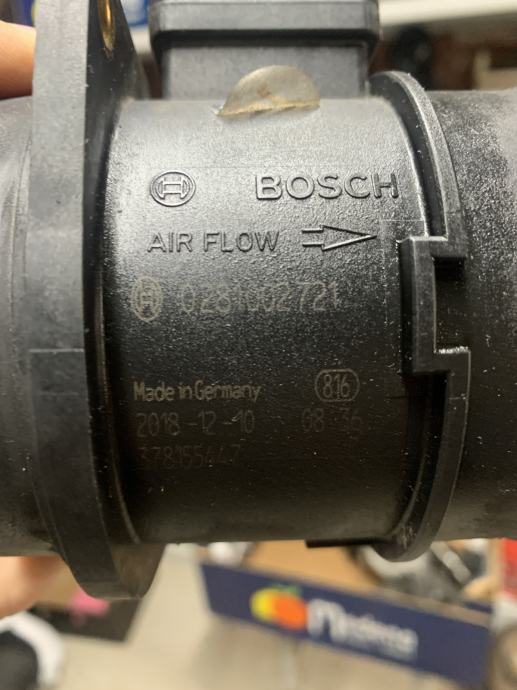 BOSCH
AIR FLOW
0281002721
Made in Germany
816
2018-12-10 08:36
378155447